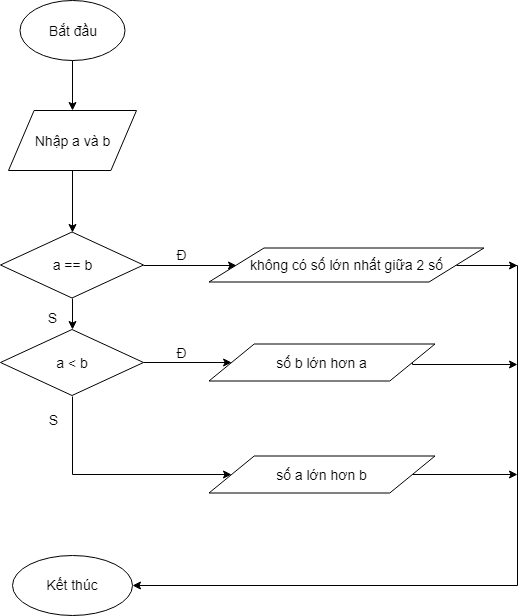 Bắt đầu
Nhập a và b
a == b
Đ
không có số lớn nhất giữa 2 số
S
a < b
Đ
số b lớn hơn a
S
số a lớn hơn b
Kết thúc